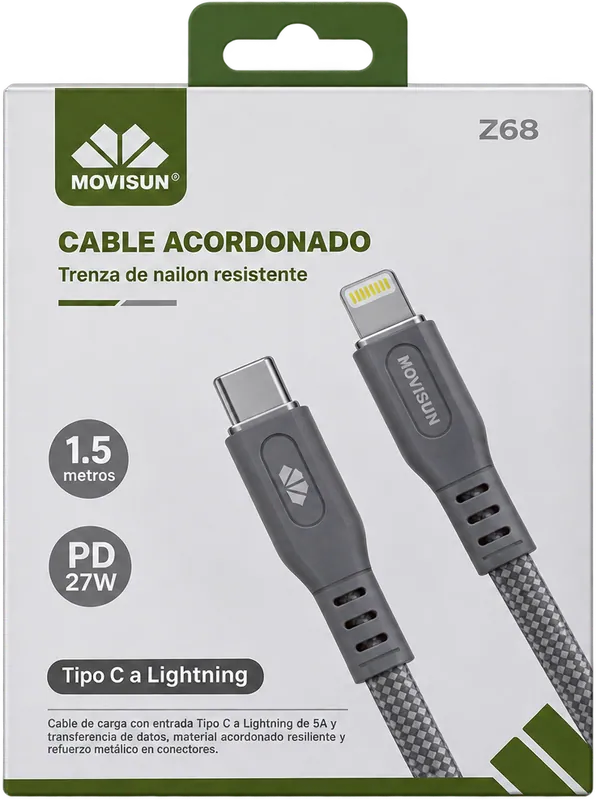 MOVISUN®
Z68
CABLE ACORDONADO
Trenza de nailon resistente
MOVISUN
1.5
metros
PD
27W
Tipo C a Lightning
Cable de carga con entrada Tipo C a Lightning de 5A y
transferencia de datos, material acordonado resiliente y
refuerzo metálico en conectores.